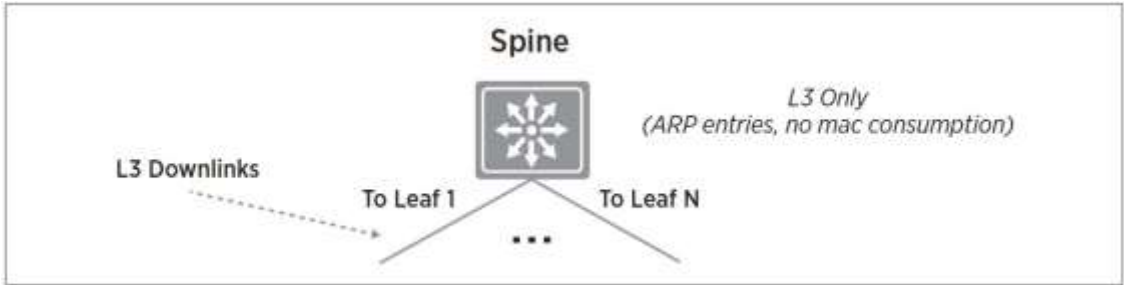 Spine
L3 Only
(ARP entries, no mac consumption)
L3 Downlinks
To Leaf 1
To Leaf N
...